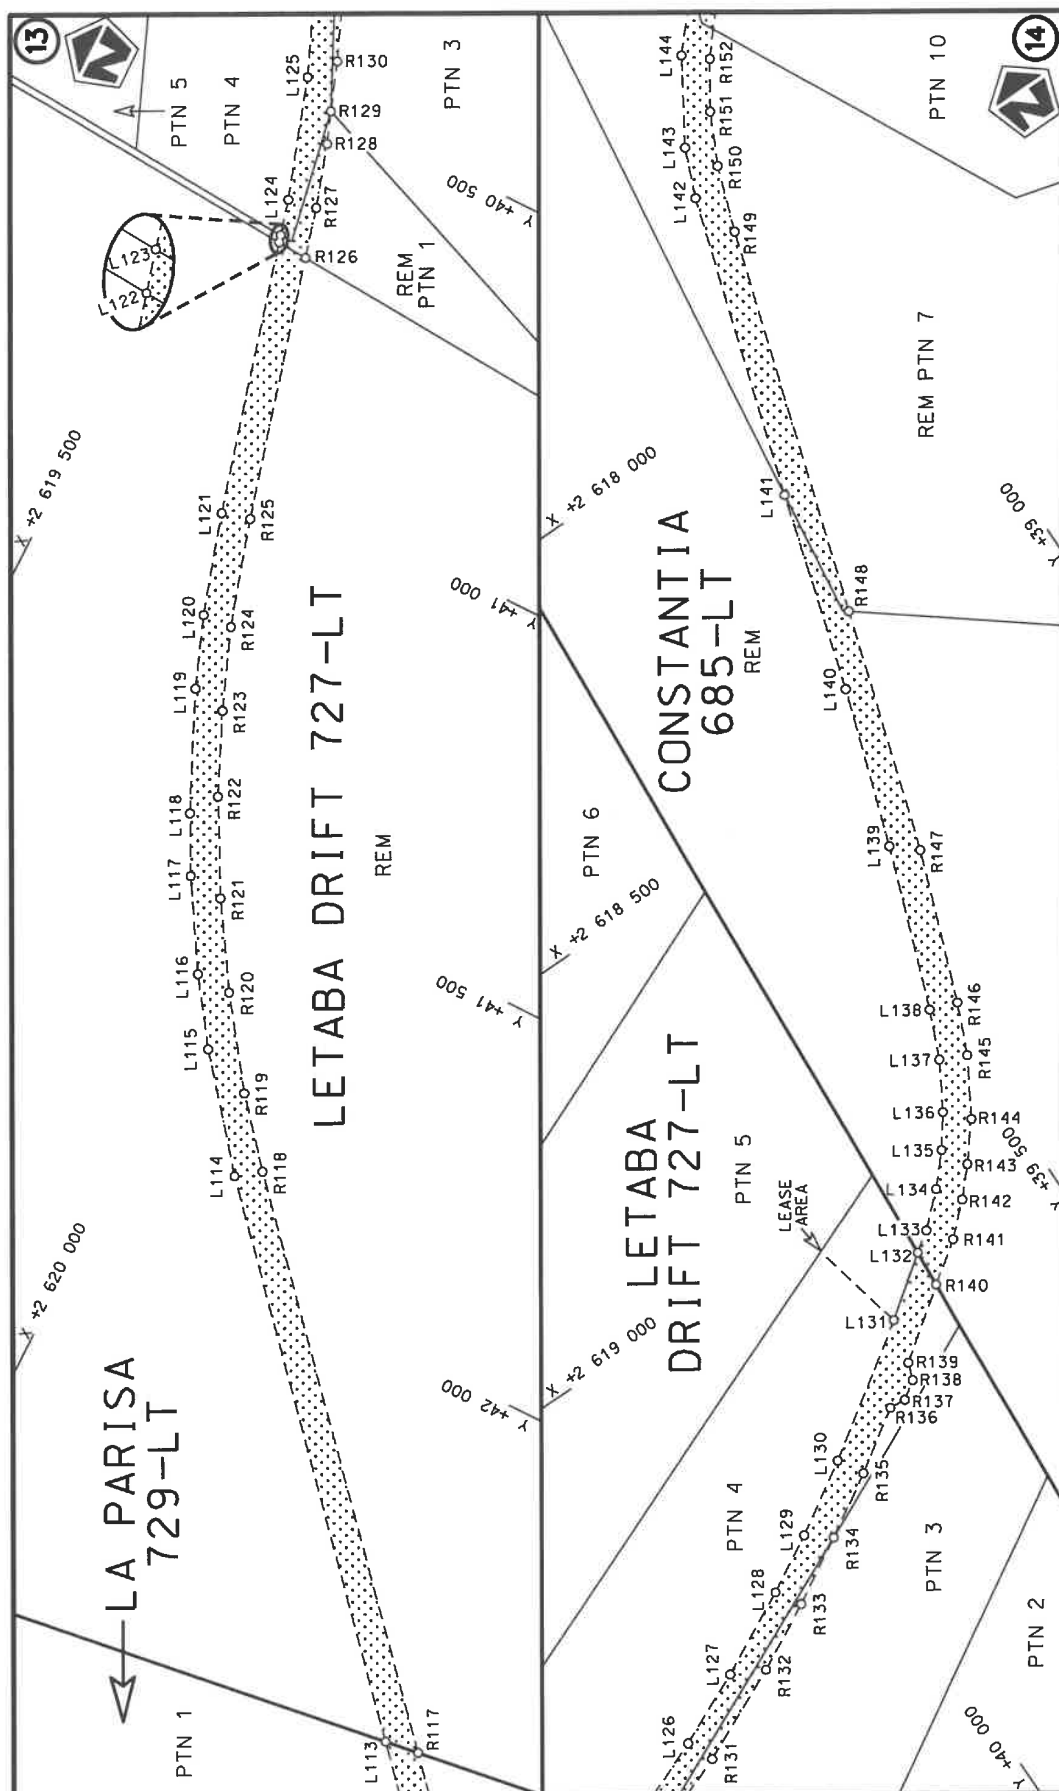 13
N
PTN 5
PTN 4
PTN 3
L125
R130
R129
R128
L124
R127
R126
L123
L122
REM
PTN 1
Y +40 500
X +2 619 500
L121
R125
L120
R124
L119
R123
L118
R122
L117
R121
L116
R120
L115
R119
L114
R118
Y +41 000
LETABA DRIFT 727-LT
REM
Y +41 500
X +2 620 000
Y +42 000
LA PARISA
729-LT
PTN 1
L113
R117
14
N
PTN 10
L144
R152
R151
L143
R150
L142
R149
REM PTN 7
X +2 618 000
Y +39 000
L141
R148
CONSTANTIA
685-LT
REM
L140
PTN 6
L139
R147
X +2 618 500
L138
R146
L137
R145
L136
R144
L135
R143
L134
R142
L133
R141
L132
R140
Y +39 500
LETABA
DRIFT 727-LT
PTN 5
LEASE
AREA
L131
R139
R138
R137
R136
X +2 619 000
L130
R135
PTN 4
L129
R134
PTN 3
L128
R133
L127
R132
L126
R131
PTN 2
Y +40 000